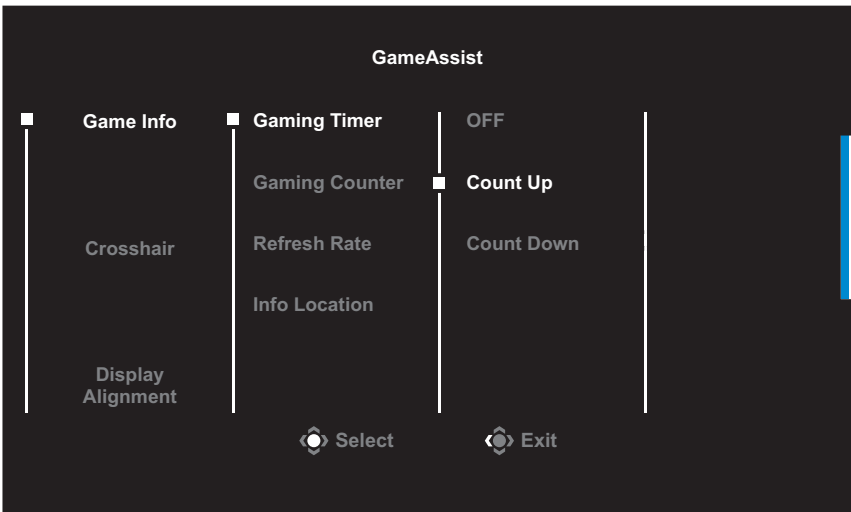 GameAssist
Game Info
Gaming Timer
OFF
Gaming Counter
Count Up
Crosshair
Refresh Rate
Count Down
Info Location
Display
Alignment
Select
Exit